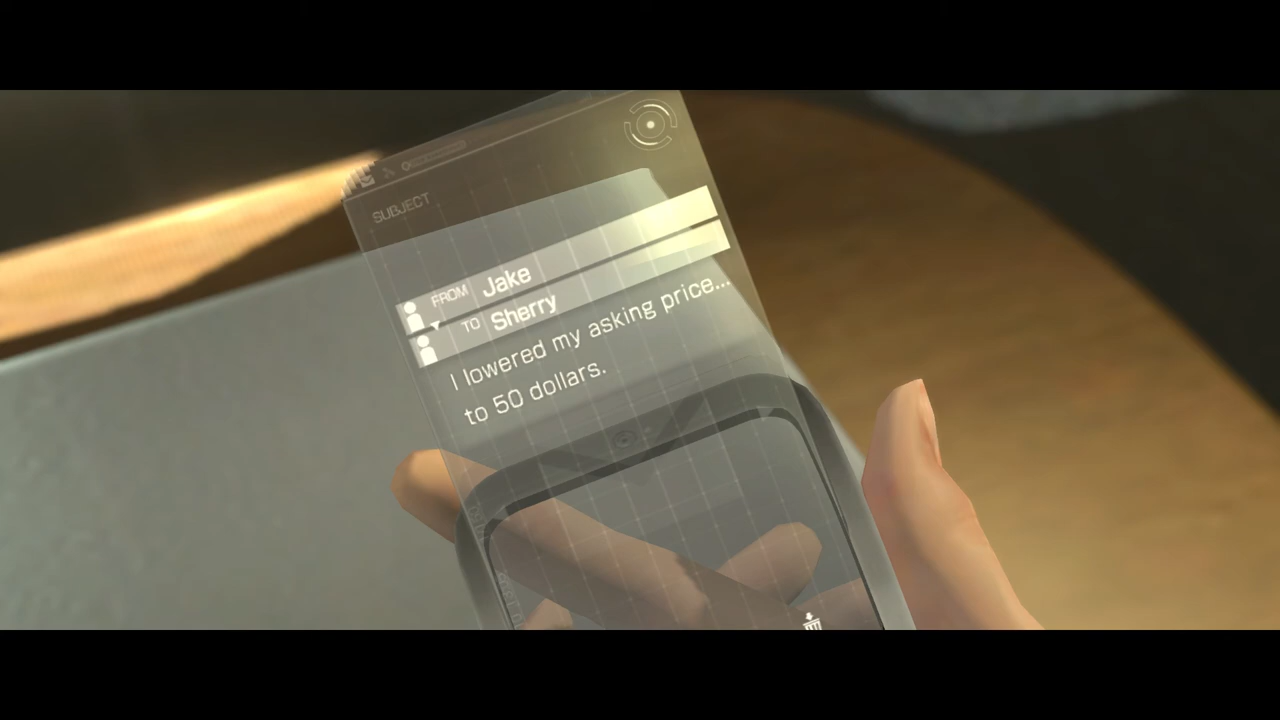 SUBJECT
FROM Jake
TO Sherry
I lowered my asking price...
to 50 dollars.